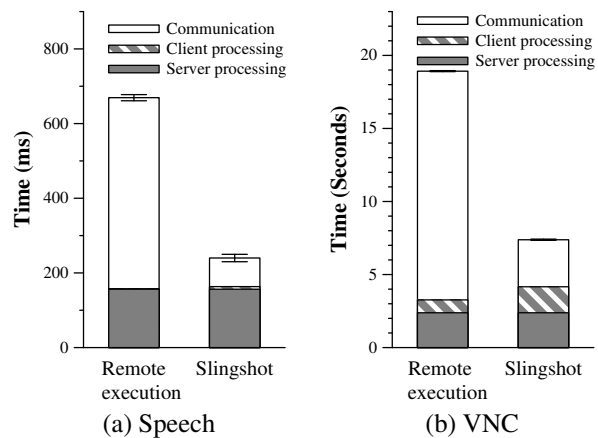 Communication
Client processing
Server processing
Time (ms)
800
600
400
200
0
Remote execution
Slingshot
(a) Speech
Communication
Client processing
Server processing
Time (Seconds)
20
15
10
5
0
Remote execution
Slingshot
(b) VNC